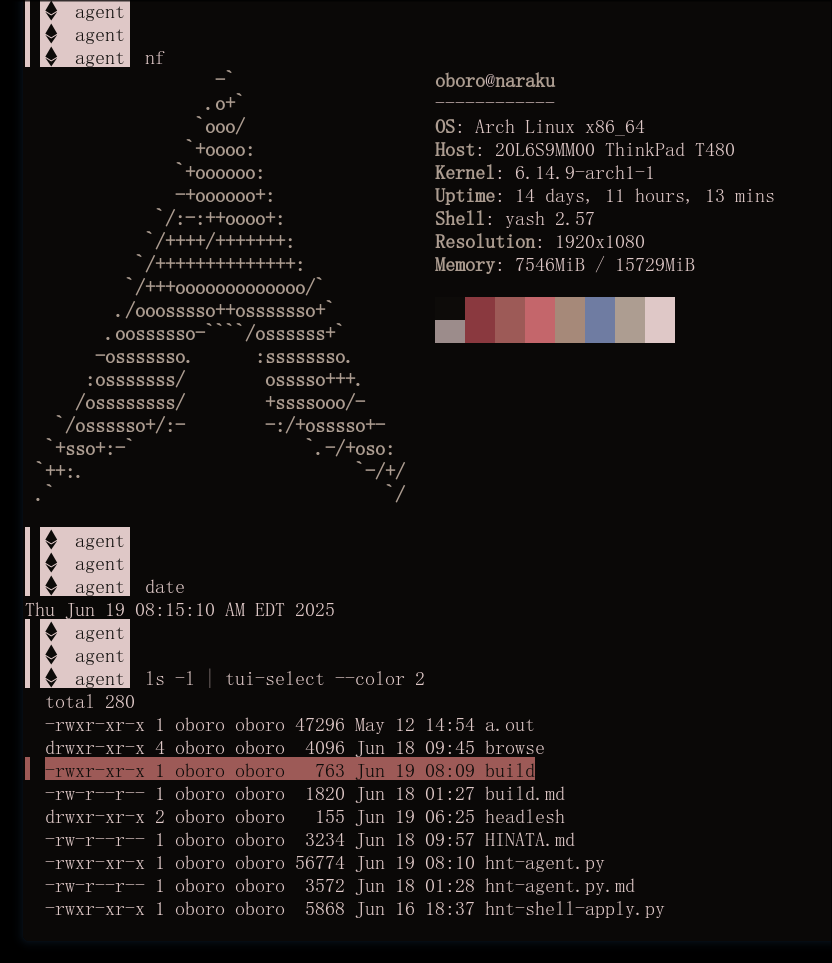 agent
agent
agent nf
-`
.o+`
`ooo/
`+oooo:
`+oooooo:
-+oooooo+:
`/:-:++oooo+:
`/++++/+++++++:
`/++++++++++++++:
`/+++ooooooooooooo/`
./ooosssso++osssssso+`
.oossssso-````/ossssss+`
-osssssso.      :ssssssso.
:osssssss/        osssso+++.
/ossssssss/        +ssssooo/-
`/ossssso+/:-        -:/+osssso+-
`+sso+:-`                 `.-/+oso:
`++:.                           `-/+/
.`                                 `/
oboro@naraku
------------
OS: Arch Linux x86_64
Host: 20L6S9MM00 ThinkPad T480
Kernel: 6.14.9-arch1-1
Uptime: 14 days, 11 hours, 13 mins
Shell: yash 2.57
Resolution: 1920x1080
Memory: 7546MiB / 15729MiB
agent
agent
agent date
Thu Jun 19 08:15:10 AM EDT 2025
agent
agent
agent ls -l | tui-select --color 2
total 280
-rwxr-xr-x 1 oboro oboro 47296 May 12 14:54 a.out
drwxr-xr-x 4 oboro oboro  4096 Jun 18 09:45 browse
-rwxr-xr-x 1 oboro oboro   763 Jun 19 08:09 build
-rw-r--r-- 1 oboro oboro  1820 Jun 18 01:27 build.md
drwxr-xr-x 2 oboro oboro   155 Jun 19 06:25 headlesh
-rw-r--r-- 1 oboro oboro  3234 Jun 18 09:57 HINATA.md
-rwxr-xr-x 1 oboro oboro 56774 Jun 19 08:10 hnt-agent.py
-rw-r--r-- 1 oboro oboro  3572 Jun 18 01:28 hnt-agent.py.md
-rwxr-xr-x 1 oboro oboro  5868 Jun 16 18:37 hnt-shell-apply.py